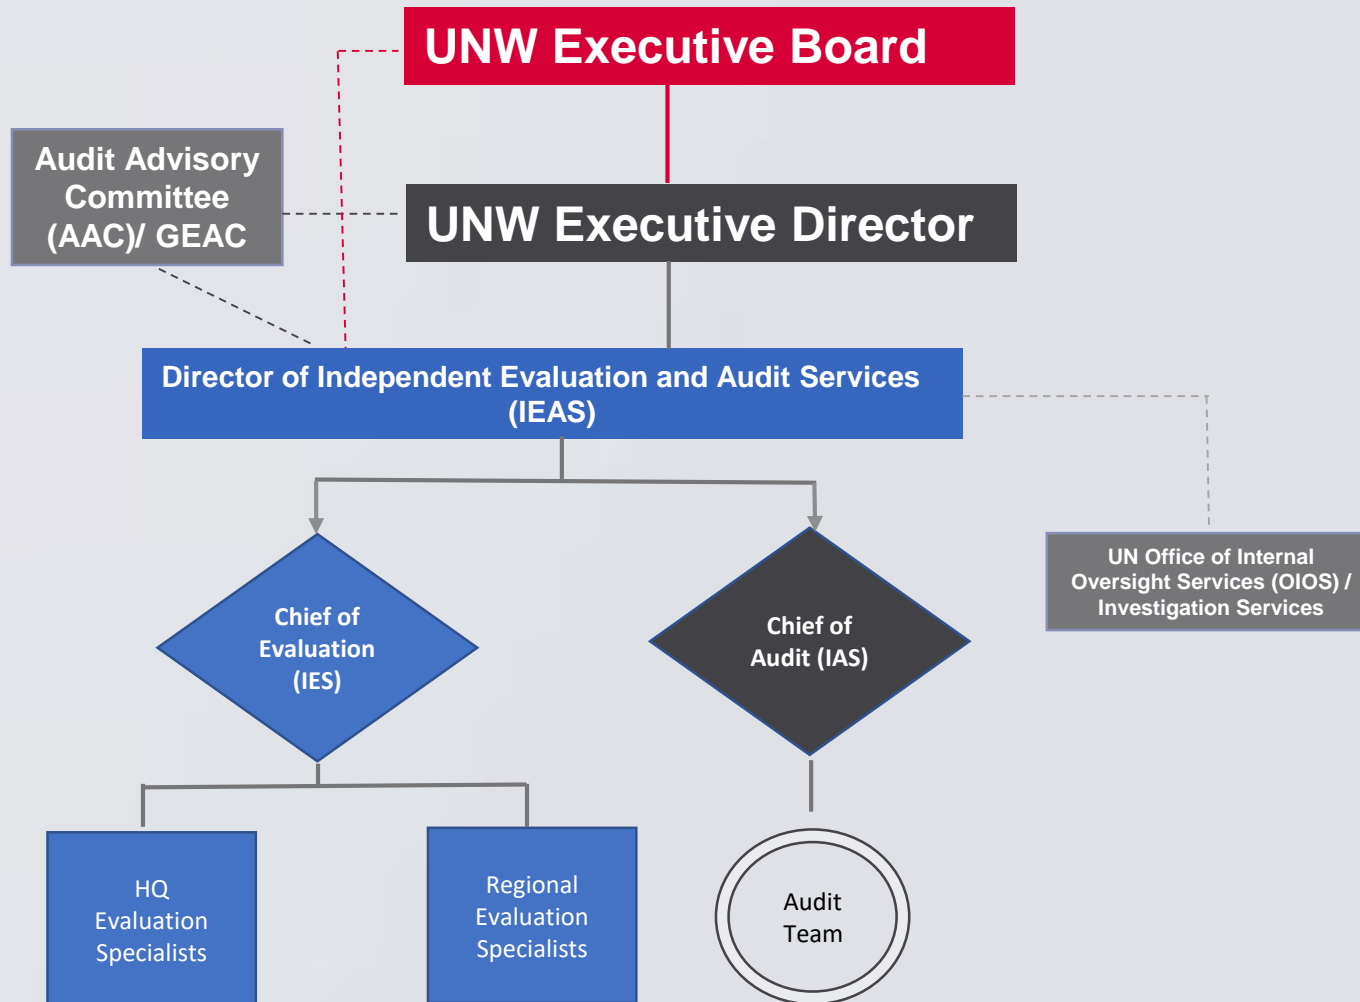 UNW Executive Board
Audit Advisory
Committee
(AAC)/ GEAC
UNW Executive Director
Director of Independent Evaluation and Audit Services
(IEAS)
UN Office of Internal
Oversight Services (OIOS) /
Investigation Services
Chief of
Evaluation
(IES)
Chief of
Audit (IAS)
HQ
Evaluation
Specialists
Regional
Evaluation
Specialists
Audit
Team